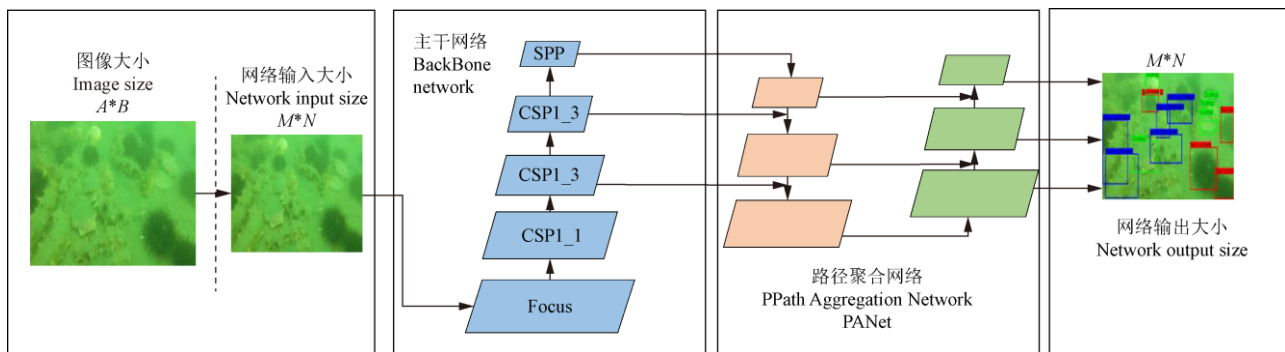 图像大小
Image size
A*B
网络输入大小
Network input size
M*N
主干网络
BackBone
network
SPP
CSP1_3
CSP1_3
CSP1_1
Focus
路径聚合网络
PPath Aggregation Network
PANet
M*N
网络输出大小
Network output size